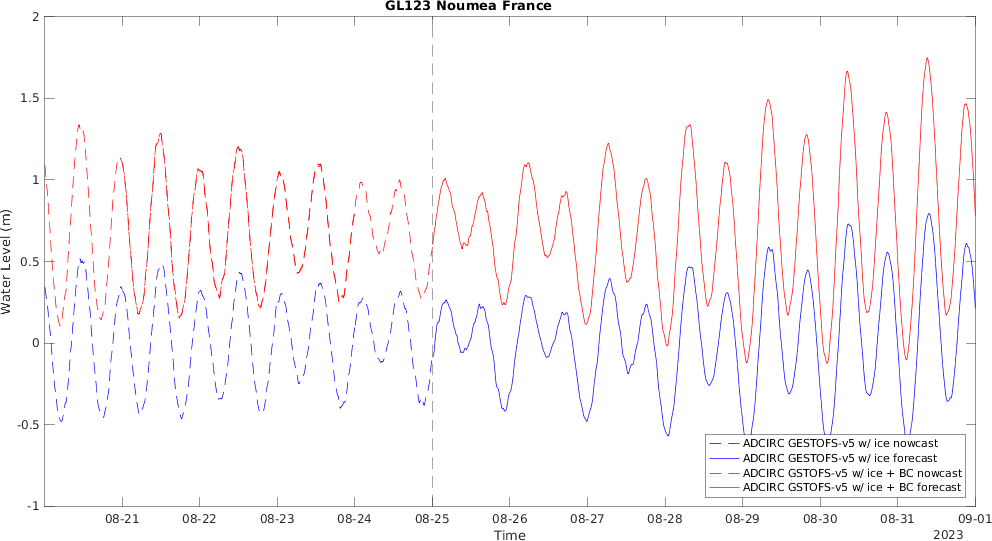 GL123 Noumea France
2
1.5
1
0.5
0
-0.5
-1
Water Level (m)
08-21 08-22 08-23 08-24 08-25 08-26 08-27 08-28 08-29 08-30 08-31 09-01
Time
2023
ADCIRC GESTOFS-v5 w/ ice nowcast
ADCIRC GESTOFS-v5 w/ ice forecast
ADCIRC GSTOFS-v5 w/ ice + BC nowcast
ADCIRC GSTOFS-v5 w/ ice + BC forecast